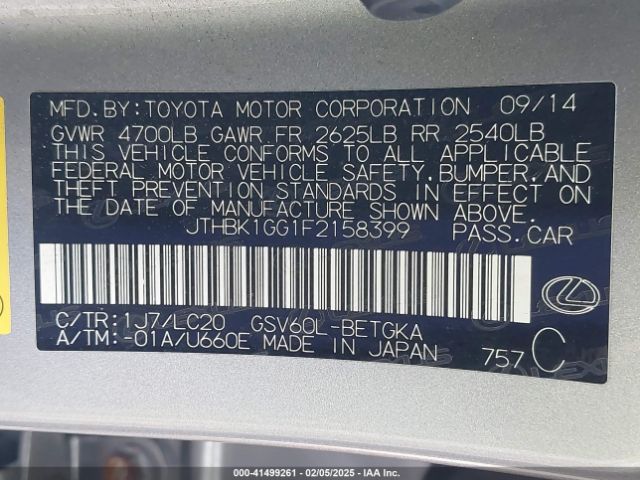 MFD.BY:TOYOTA MOTOR CORPORATION 09/14
GVWR 4700LB GAWR FR 2625LB RR 2540LB
THIS VEHICLE CONFORMS TO ALL APPLICABLE
FEDERAL MOTOR VEHICLE SAFETY,BUMPER,AND
THEFT PREVENTION STANDARDS IN EFFECT ON
THE DATE OF MANUFACTURE SHOWN ABOVE.
JTHBK1GG1F2158399 PASS.CAR
C/TR:1J7/LC20 GSV60L-BETGKA
A/TM:-01A/U660E MADE IN JAPAN 757 C
000-41499261 - 02/05/2025 - IAA Inc.